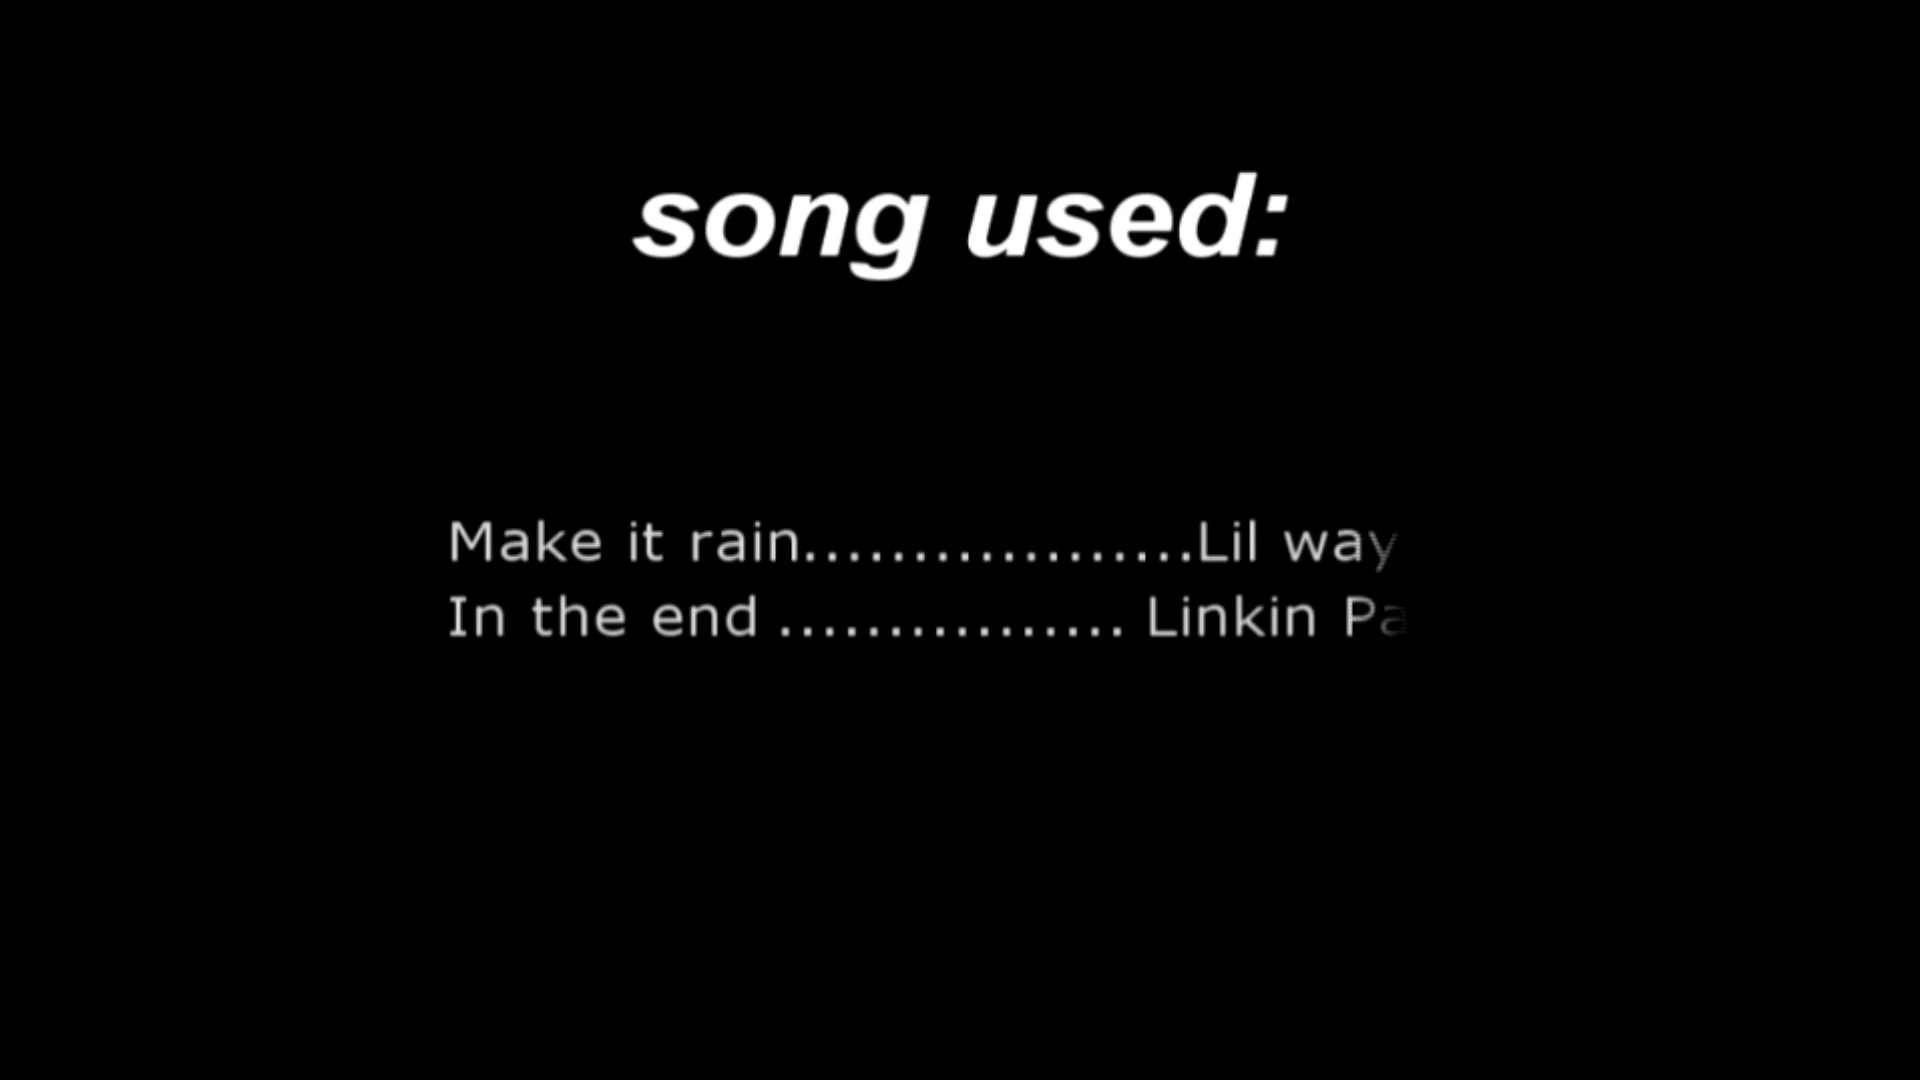 song used:
Make it rain..................Lil way
In the end ................ Linkin Pa